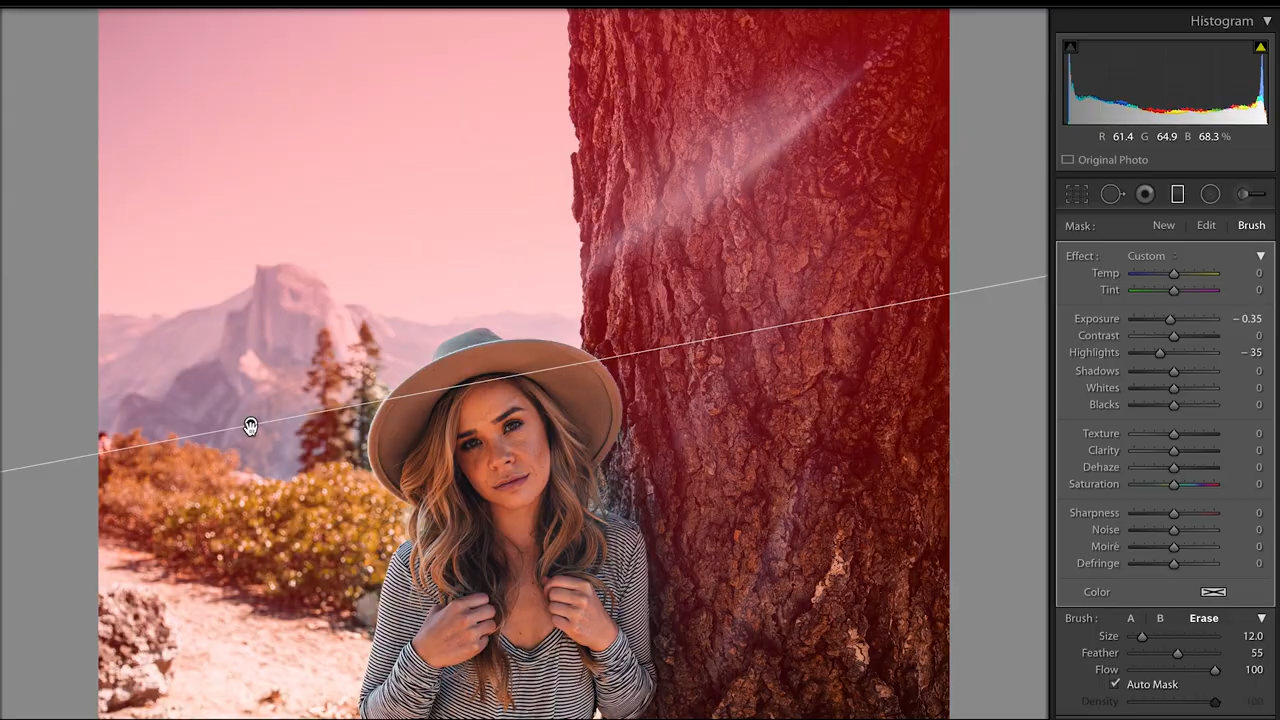 Histogram
R 61.4 G 64.9 B 68.3 %
Original Photo
Mask : New Edit Brush
Effect : Custom
Temp 0
Tint 0
Exposure − 0.35
Contrast 0
Highlights − 35
Shadows 0
Whites 0
Blacks 0
Texture 0
Clarity 0
Dehaze 0
Saturation 0
Sharpness 0
Noise 0
Moiré 0
Defringe 0
Color
Brush : A B Erase
Size 12.0
Feather 55
Flow 100
Auto Mask
Density 100